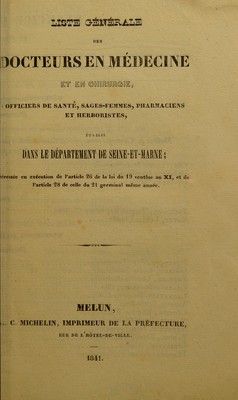 LISTE GÉNÉRALE
DES
DOCTEURS EN MÉDECINE
ET EN CHIRURGIE,
OFFICIERS DE SANTÉ, SAGES-FEMMES, PHARMACIENS
ET HERBORISTES,
ÉTABLIS
DANS LE DÉPARTEMENT DE SEINE-ET-MARNE ;
en exécution de l'article 26 de la loi du 19 ventôse an XI, et de
l'article 28 de celle du 21 germinal même année.
MELUN,
C. MICHELIN, IMPRIMEUR DE LA PRÉFECTURE,
RUE DE L'HÔTEL-DE-VILLE.
1841.